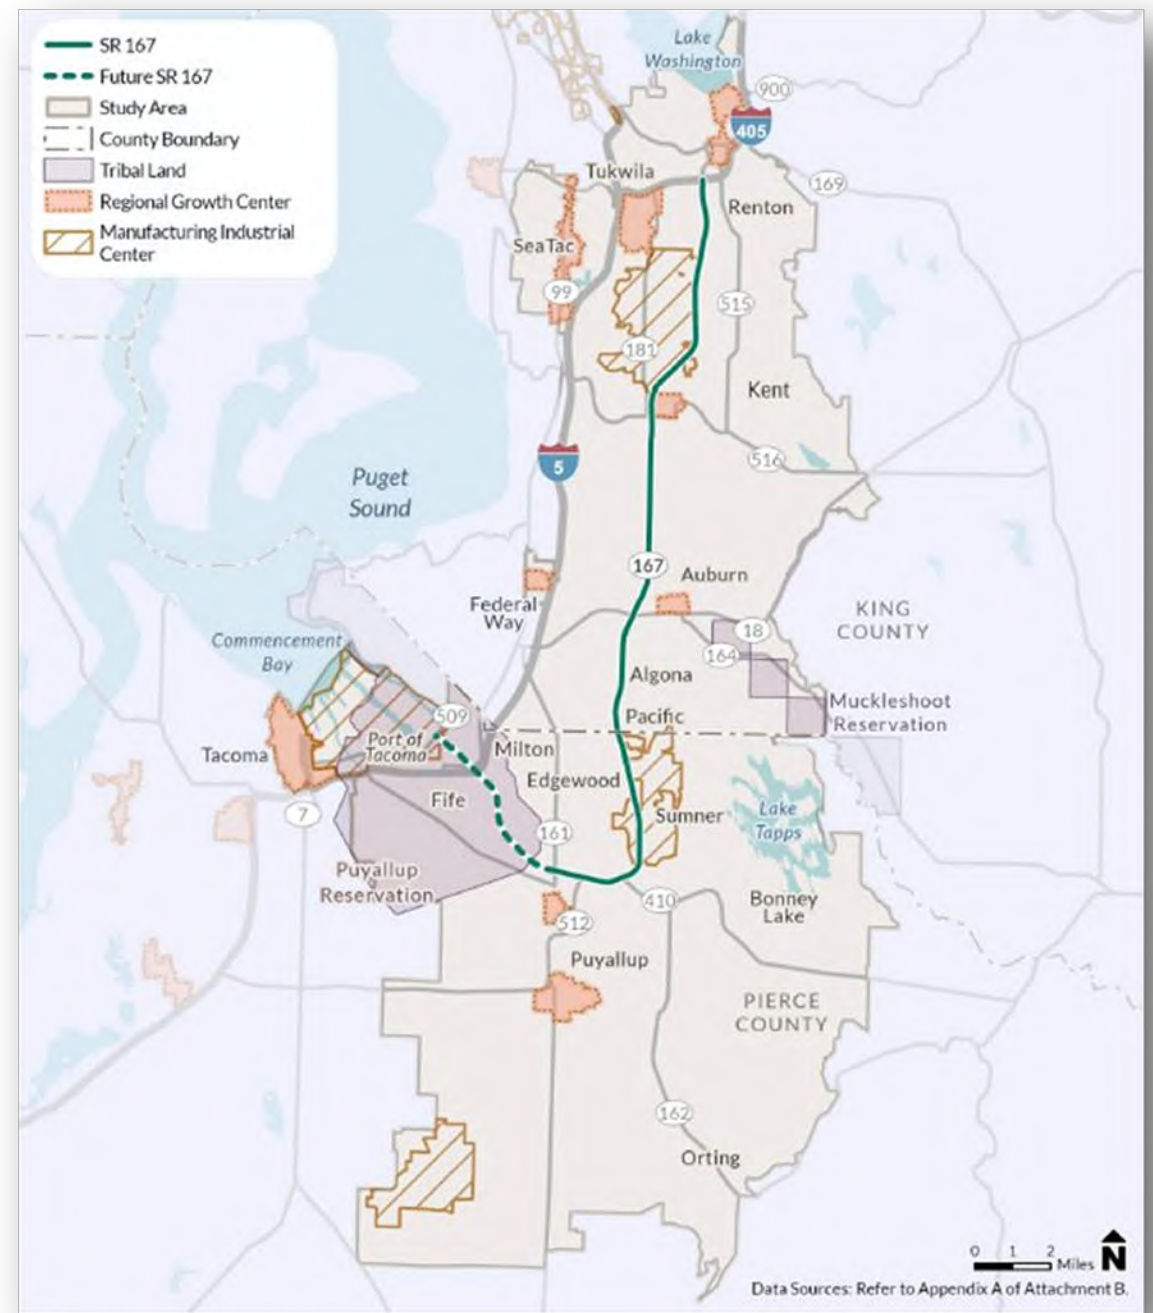 SR 167
Future SR 167
Study Area
County Boundary
Tribal Land
Regional Growth Center
Manufacturing Industrial
Center
Lake
Washington
900
405
Tukwila
169
Renton
SeaTac
99
515
181
Kent
516
5
Puget
Sound
167
Auburn
Federal
Way
KING
COUNTY
18
Commencement
Bay
164
Algona
Muckleshoot
Reservation
509
Pacific
Port of
Tacoma
Tacoma
Milton
Edgewood
Fife
7
Sumner
Lake
Tapps
161
Puyallup
Reservation
410
Bonney
Lake
512
Puyallup
PIERCE
COUNTY
162
Orting
0 1 2
Miles
N
Data Sources: Refer to Appendix A of Attachment B.